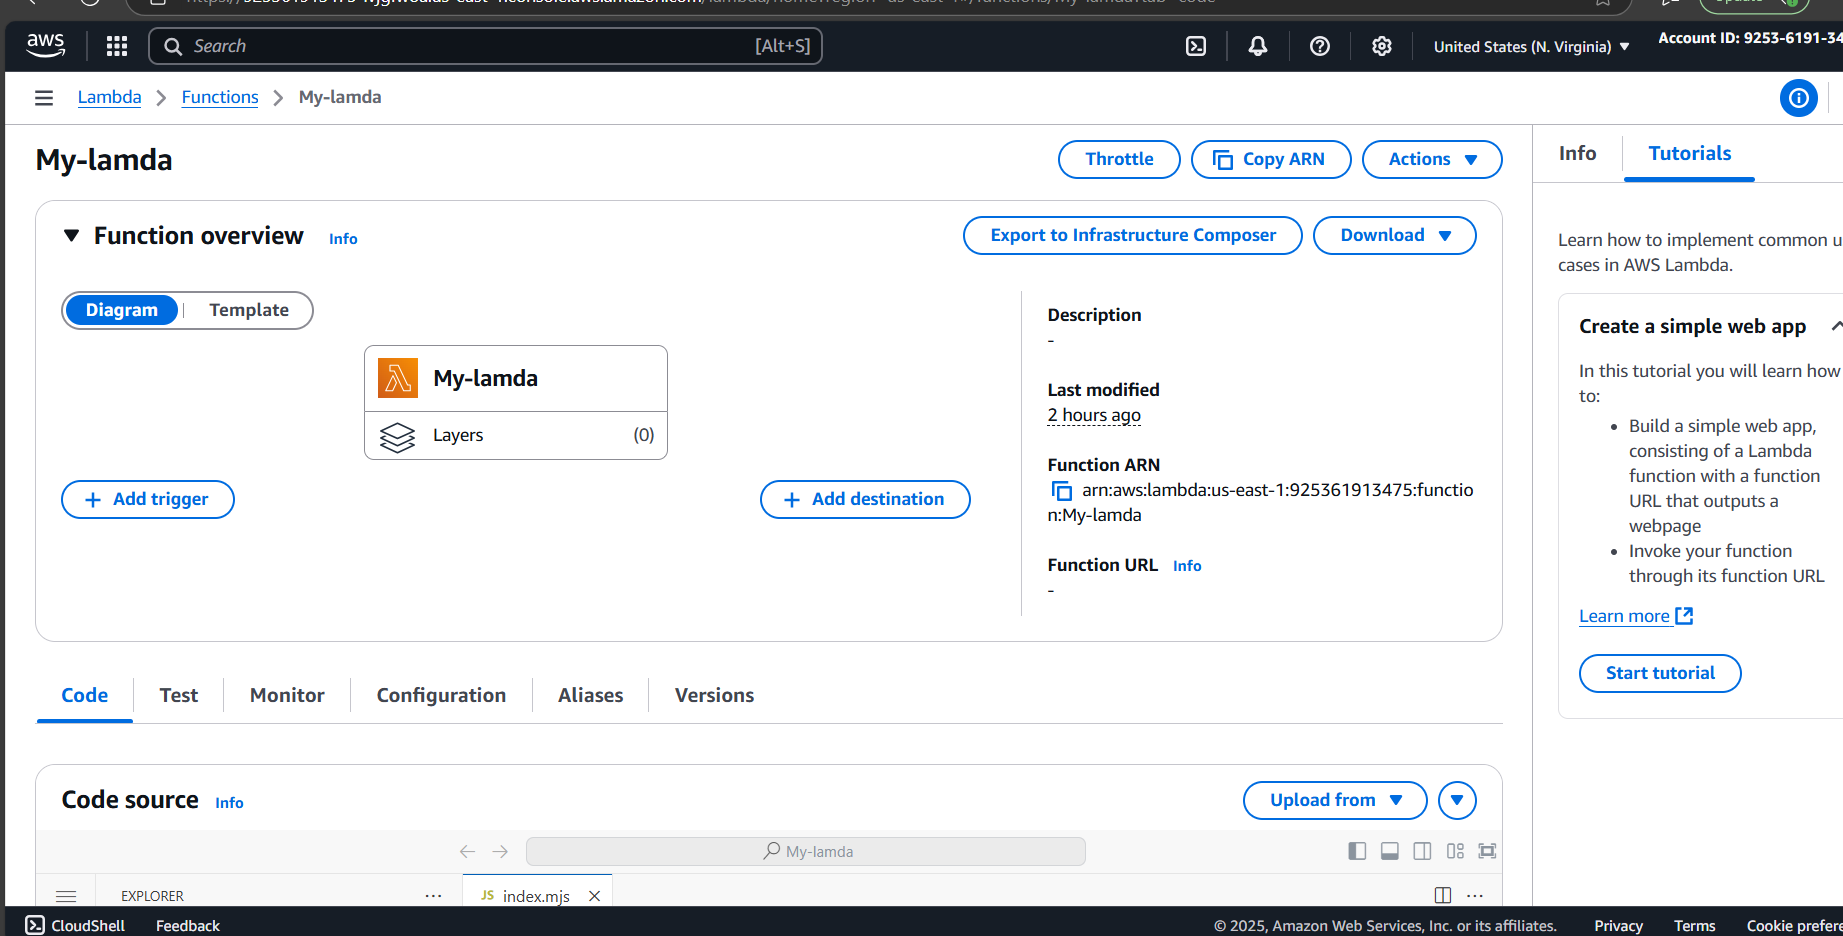 aws
Search [Alt+S]
United States (N. Virginia)
Account ID: 9253-6191-34
Lambda
Functions
My-lamda
My-lamda
Throttle
Copy ARN
Actions
Info
Tutorials
Function overview
Info
Export to Infrastructure Composer
Download
Diagram
Template
My-lamda
Layers (0)
Add trigger
Add destination
Description
-
Last modified
2 hours ago
Function ARN
arn:aws:lambda:us-east-1:925361913475:functio
n:My-lamda
Function URL Info
-
Learn how to implement common u
cases in AWS Lambda.
Create a simple web app
In this tutorial you will learn how
to:
Build a simple web app,
consisting of a Lambda
function with a function
URL that outputs a
webpage
Invoke your function
through its function URL
Learn more
Start tutorial
Code
Test
Monitor
Configuration
Aliases
Versions
Code source Info
Upload from
My-lamda
EXPLORER
JS index.mjs
CloudShell
Feedback
© 2025, Amazon Web Services, Inc. or its affiliates.
Privacy
Terms
Cookie prefere